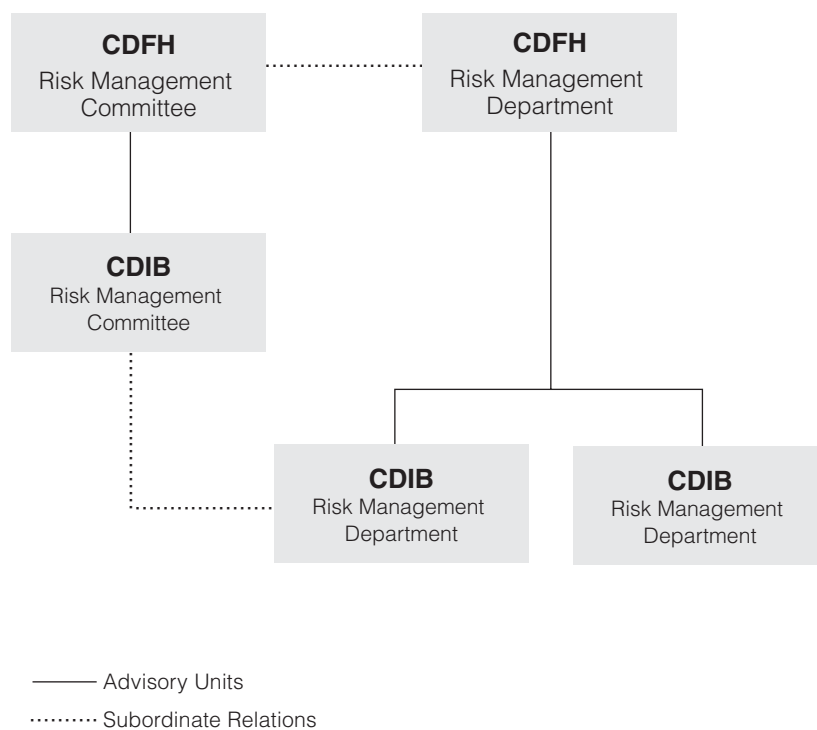 CDFH
Risk Management
Committee
CDFH
Risk Management
Department
CDIB
Risk Management
Committee
CDIB
Risk Management
Department
CDIB
Risk Management
Department
Advisory Units
Subordinate Relations